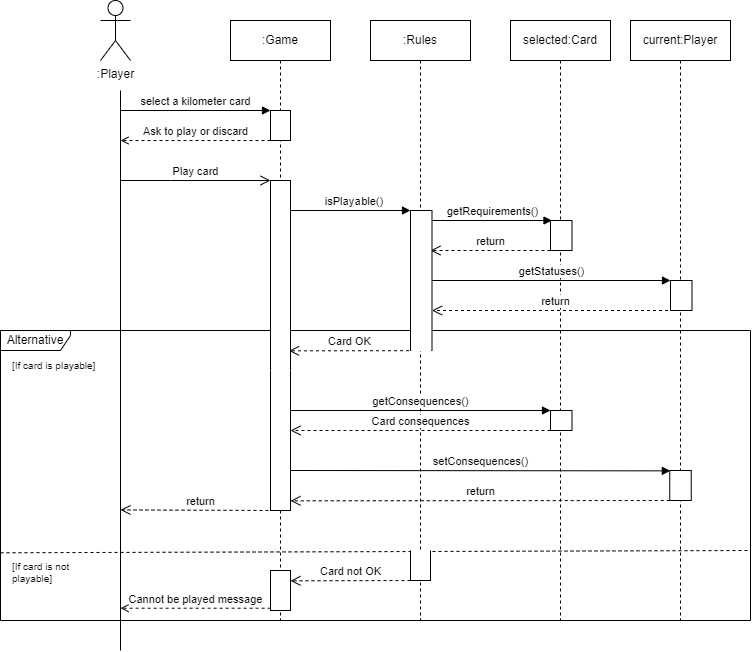 :Player
:Game
:Rules
selected:Card
current:Player
select a kilometer card
Ask to play or discard
Play card
isPlayable()
getRequirements()
return
getStatuses()
return
Alternative
Card OK
[If card is playable]
getConsequences()
Card consequences
setConsequences()
return
return
[If card is not
playable]
Card not OK
Cannot be played message